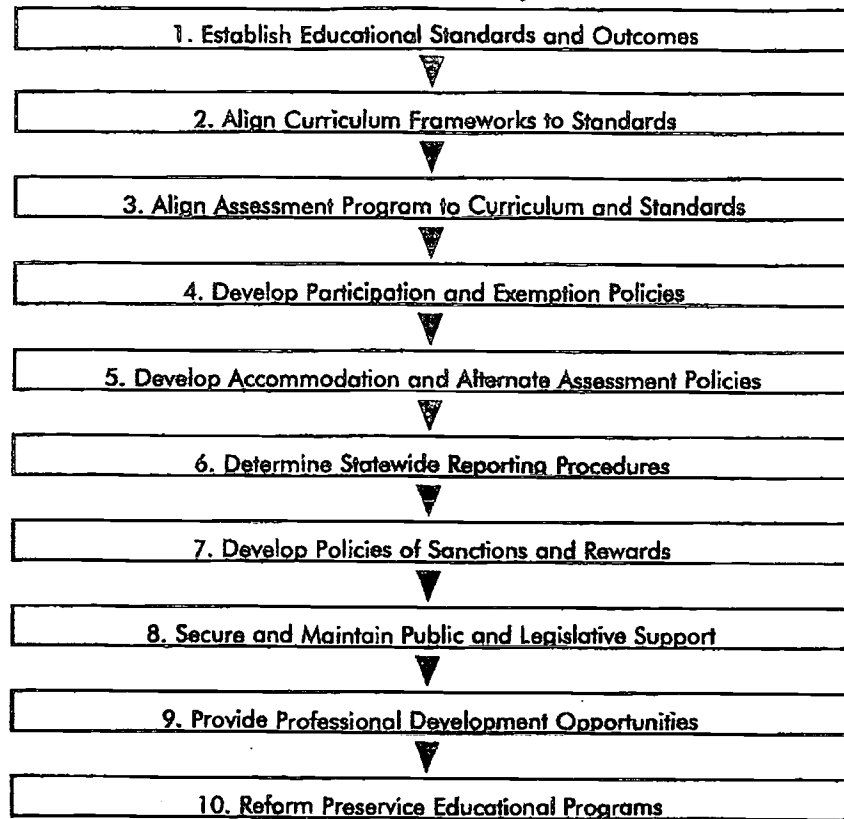 1. Establish Educational Standards and Outcomes
2. Align Curriculum Frameworks to Standards
3. Align Assessment Program to Curriculum and Standards
4. Develop Participation and Exemption Policies
5. Develop Accommodation and Alternate Assessment Policies
6. Determine Statewide Reporting Procedures
7. Develop Policies of Sanctions and Rewards
8. Secure and Maintain Public and Legislative Support
9. Provide Professional Development Opportunities
10. Reform Preservice Educational Programs